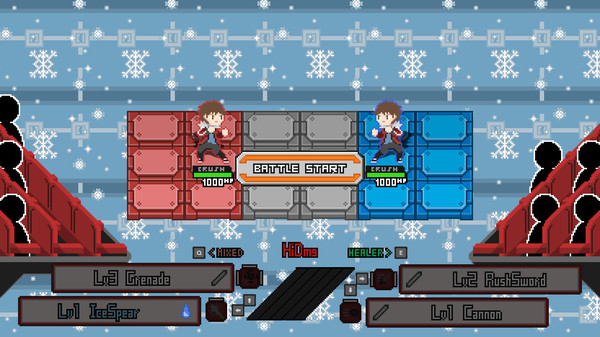 CRUSH
1000HP
BATTLE START
CRUSH
1000HP
Q
MIXED
HiDmg
HEALER
E
Lv3 Grenade
Lv2 RushSword
Lv1 IceSpear
Lv1 Cannon